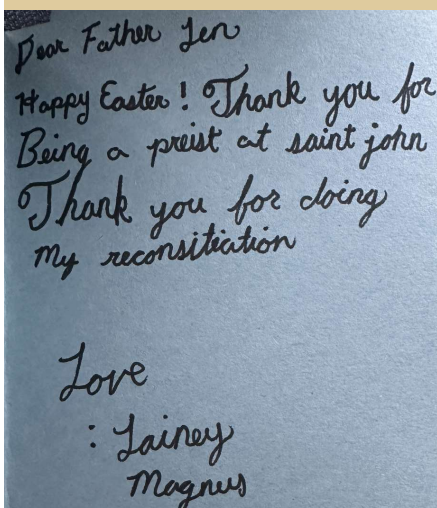 Dear Father Len
Happy Easter! Thank you for
Being a preist at saint john
Thank you for doing
My reconsitiation
Love
: Lainey
Magnus